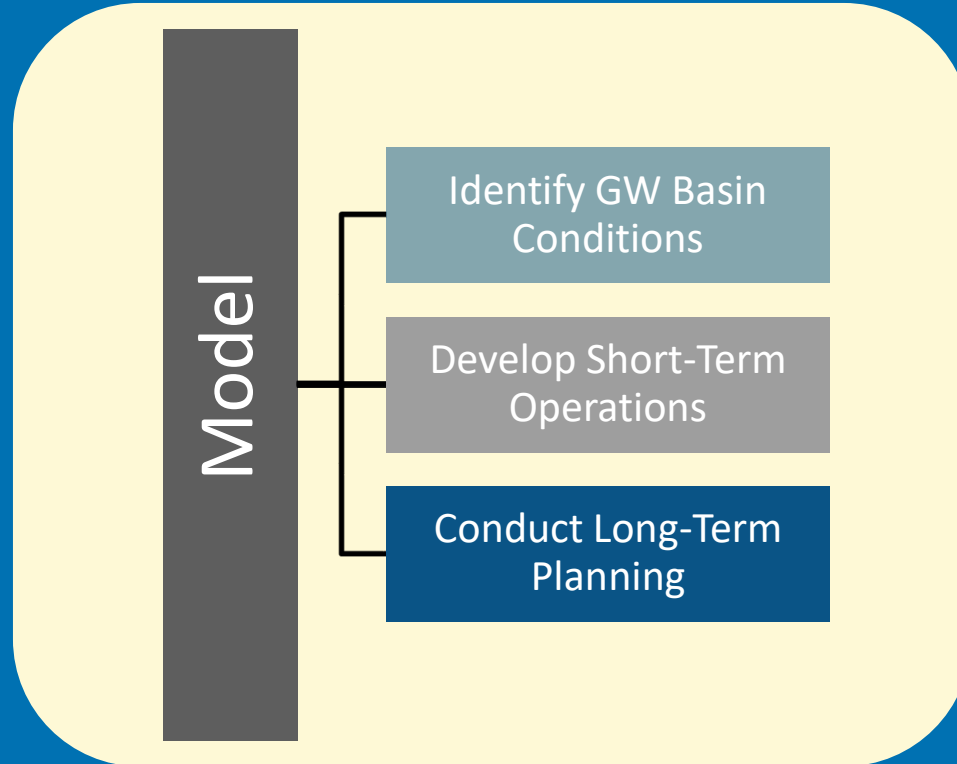 Model
Identify GW Basin
Conditions
Develop Short-Term
Operations
Conduct Long-Term
Planning